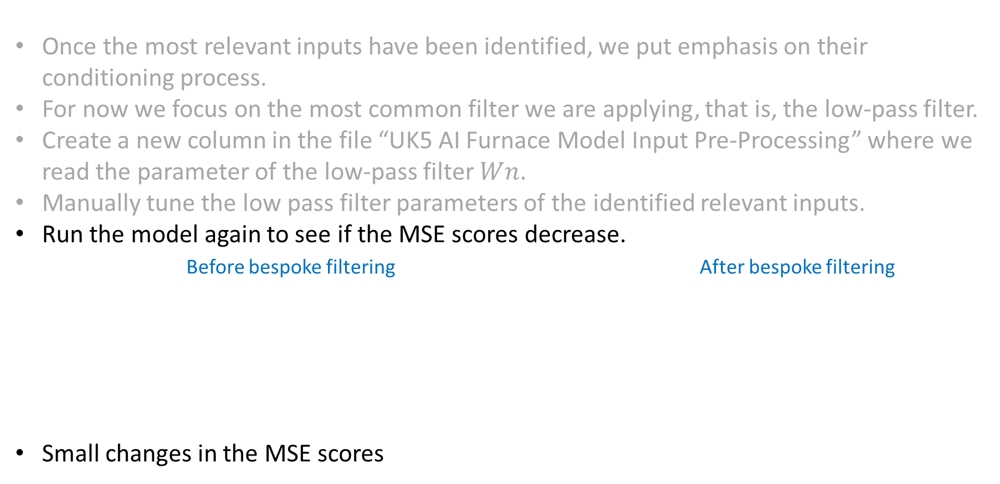 • Once the most relevant inputs have been identified, we put emphasis on their
conditioning process.
• For now we focus on the most common filter we are applying, that is, the low-pass filter.
• Create a new column in the file “UK5 AI Furnace Model Input Pre-Processing” where we
read the parameter of the low-pass filter Wn.
• Manually tune the low pass filter parameters of the identified relevant inputs.
• Run the model again to see if the MSE scores decrease.
Before bespoke filtering
After bespoke filtering
• Small changes in the MSE scores